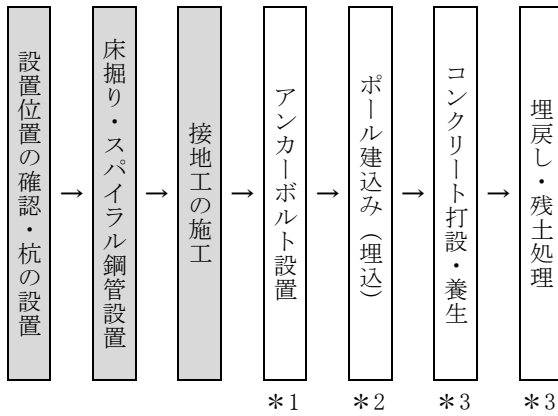 設置位置の確認・杭の設置
→
床掘り・スパイラル鋼管設置
→
接地工の施工
→
アンカーボルト設置
→
ポール建込み（埋込）
→
コンクリート打設・養生
→
埋戻し・残土処理
＊1
＊2
＊3
＊3